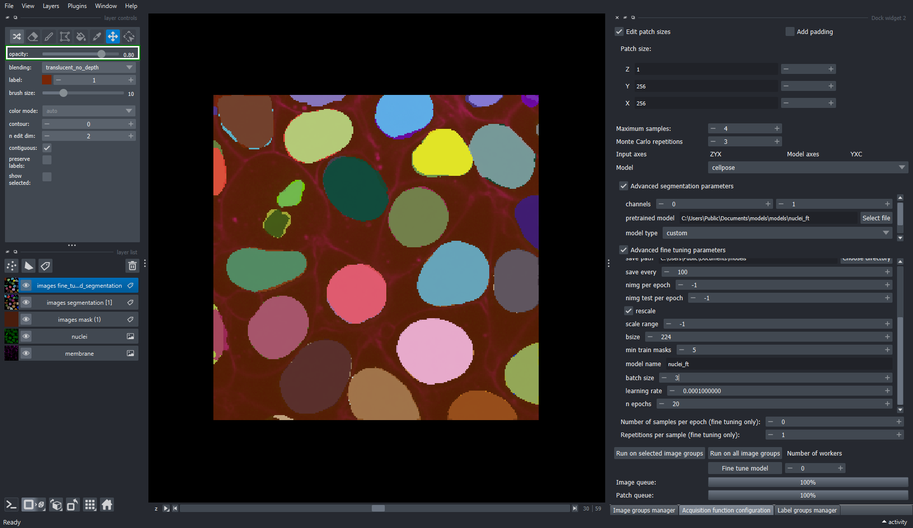 File View Layers Plugins Window Help
layer controls
opacity: 0.80
blending: translucent_no_depth
label: 1
brush size: 10
color mode: auto
contour: 0
n edit dim: 2
contiguous:
preserve labels:
show selected:
layer list
images fine_tu...d_segmentation
images segmentation [1]
images mask (1)
nuclei
membrane
Ready
z 30 59
Dock widget 2
Edit patch sizes Add padding
Patch size:
Z 1
Y 256
X 256
Maximum samples: 4
Monte Carlo repetitions 3
Input axes ZYX Model axes YXC
Model cellpose
Advanced segmentation parameters
channels 0 1
pretrained model C:\Users\Public\Documents\models\models\nuclei_ft Select file
model type custom
Advanced fine tuning parameters
save path C:\Users\Public\Documents\models Choose directory
save every 100
nimg per epoch -1
nimg test per epoch -1
rescale
scale range -1
bsize 224
min train masks 5
model name nuclei_ft
batch size 3
learning rate 0.0001000000
n epochs 20
Number of samples per epoch (fine tuning only): 0
Repetitions per sample (fine tuning only): 1
Run on selected image groups Run on all image groups Number of workers
Fine tune model 0
Image queue: 100%
Patch queue: 100%
Image groups manager Acquisition function configuration Label groups manager
activity